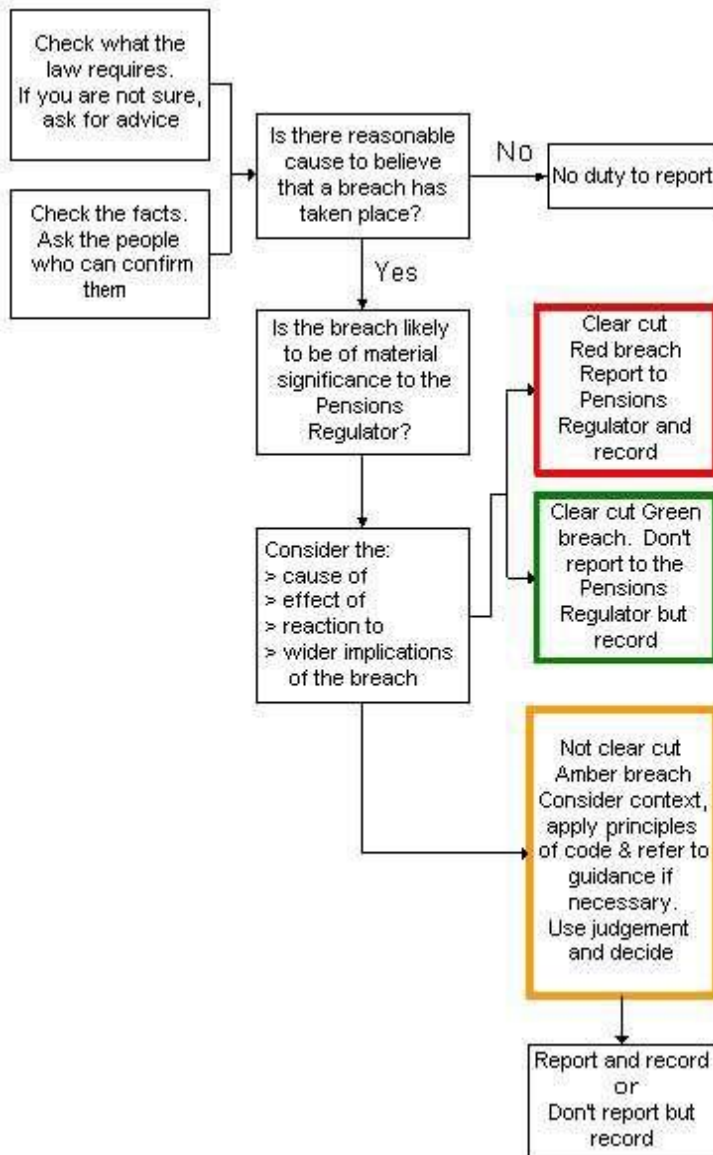 Check what the
law requires.
If you are not sure,
ask for advice
Check the facts.
Ask the people
who can confirm
them
Is there reasonable
cause to believe
that a breach has
taken place?
No
No duty to report
Yes
Is the breach likely
to be of material
significance to the
Pensions
Regulator?
Consider the:
> cause of
> effect of
> reaction to
> wider implications
of the breach
Clear cut
Red breach
Report to
Pensions
Regulator and
record
Clear cut Green
breach. Don't
report to the
Pensions
Regulator but
record
Not clear cut
Amber breach
Consider context,
apply principles
of code & refer to
guidance if
necessary.
Use judgement
and decide
Report and record
or
Don't report but
record